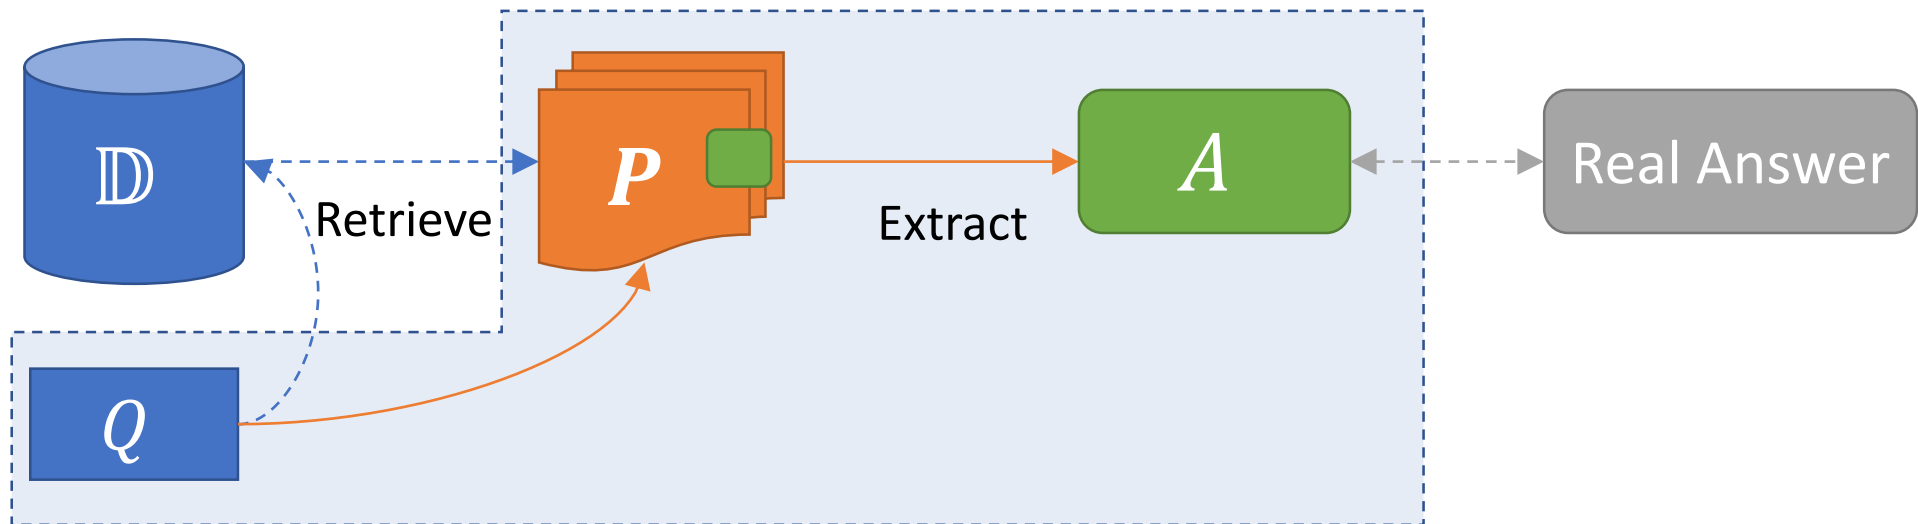 𝔻
P
A
Real Answer
Retrieve
Extract
Q